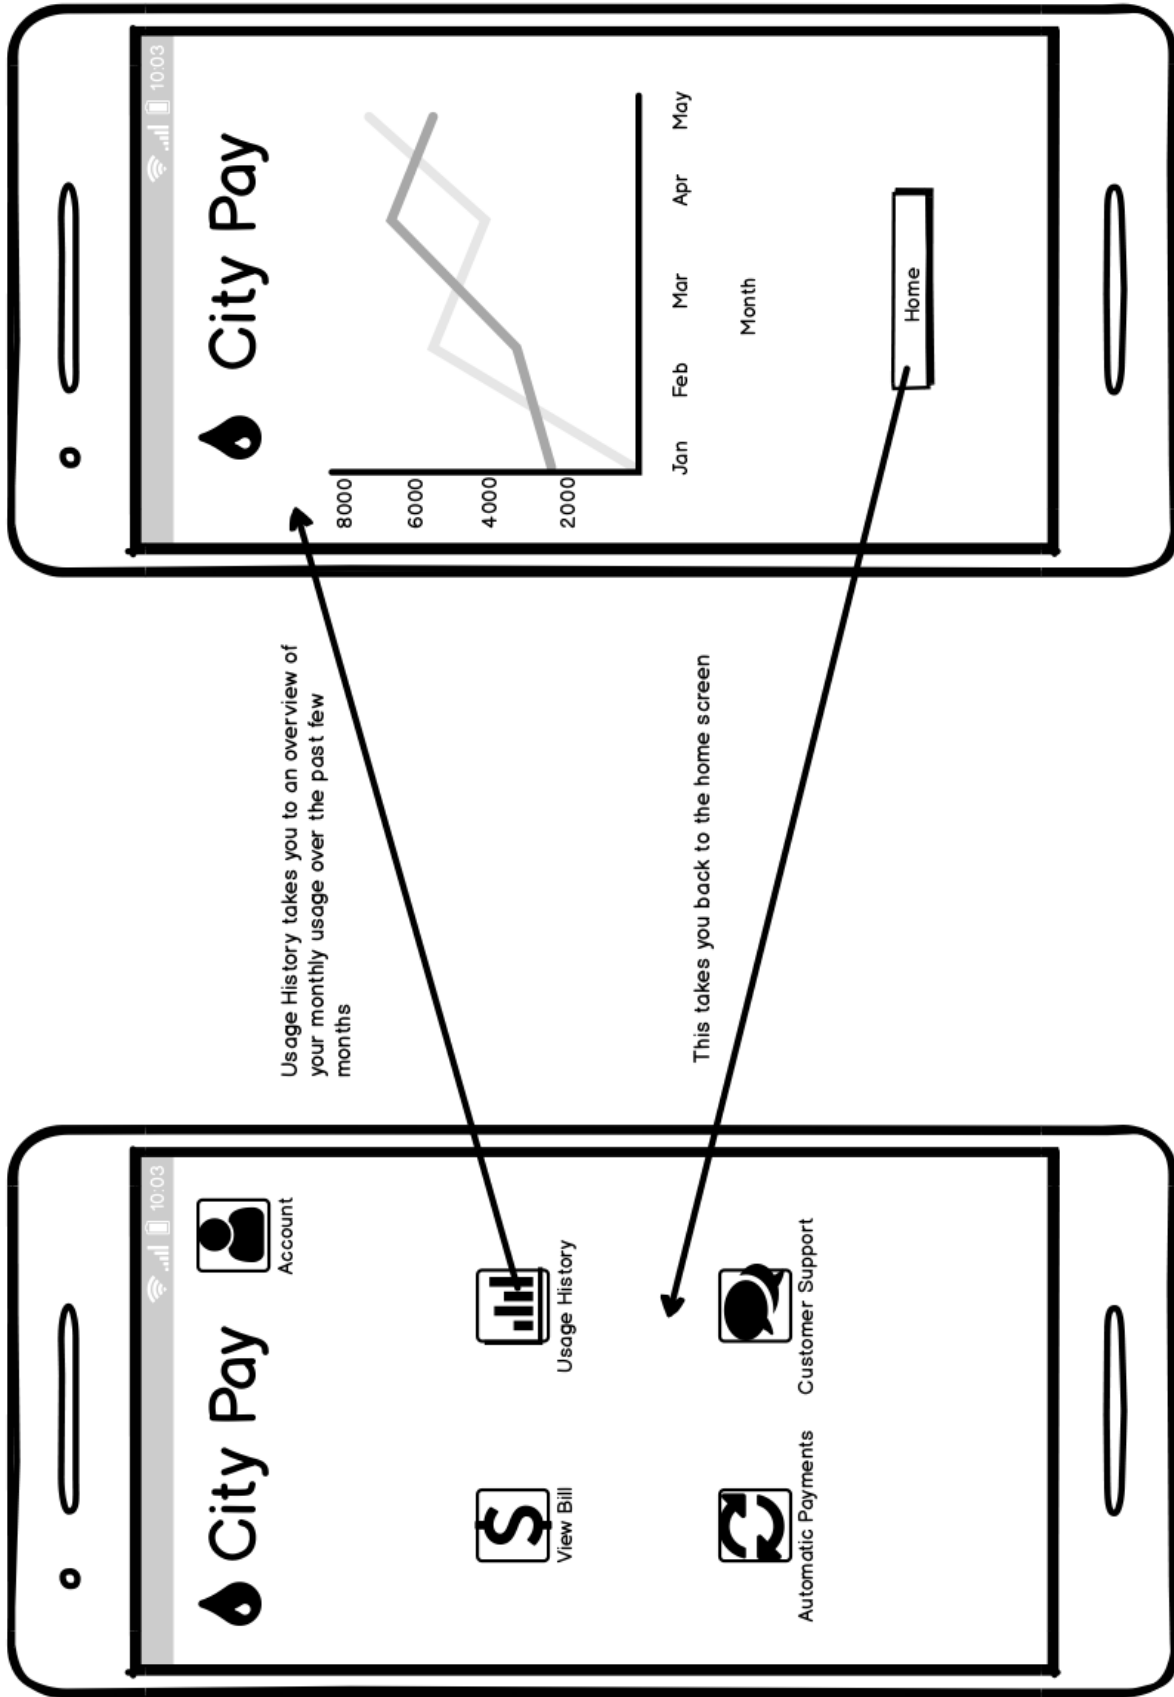 10:03
City Pay
Account
View Bill
Usage History
Automatic Payments
Customer Support
Usage History takes you to an overview of
your monthly usage over the past few
months
This takes you back to the home screen
10:03
City Pay
8000
6000
4000
2000
Jan Feb Mar Apr May
Month
Home